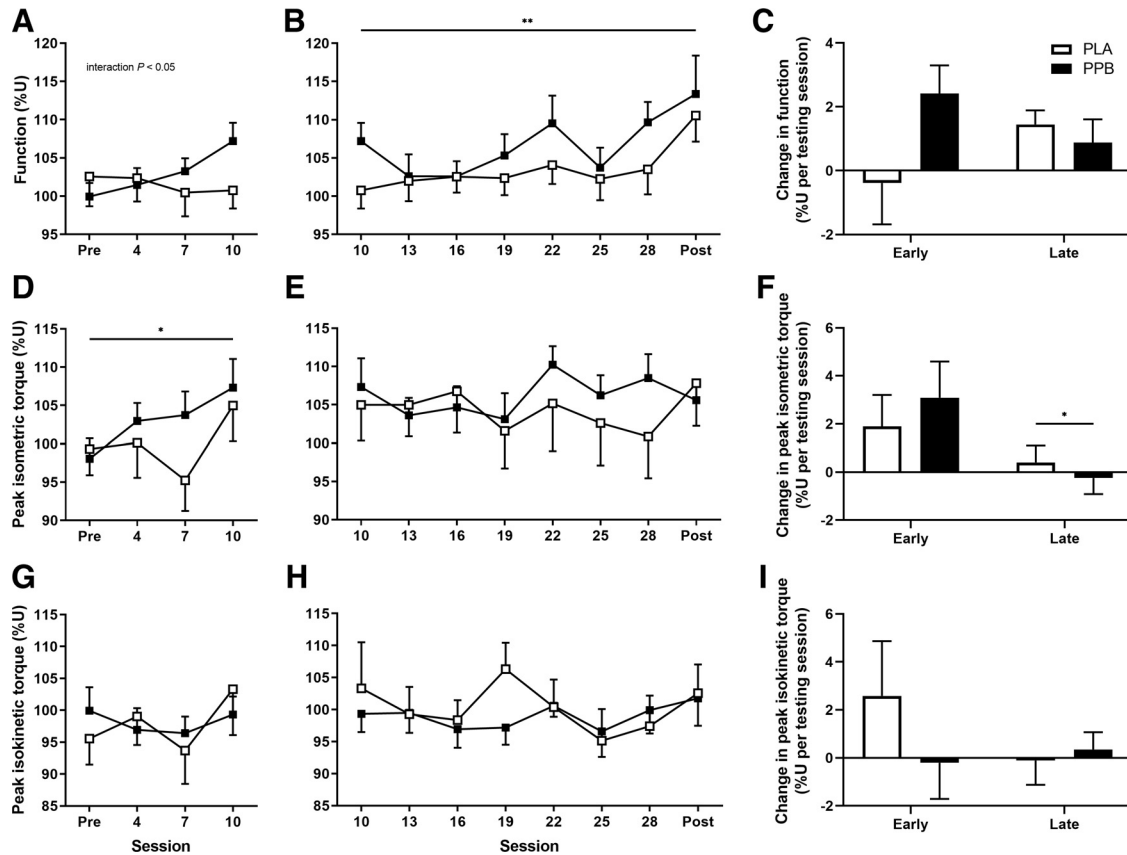 A
Function (%U)
120
115
110
105
100
95
interaction P < 0.05
Pre 4 7 10
B
**
120
115
110
105
100
95
10 13 16 19 22 25 28 Post
C
Change in function
(%U per testing session)
4
2
0
-2
PLA
PPB
Early Late
D
Peak isometric torque (%U)
115
110
105
100
95
90
*
Pre 4 7 10
E
115
110
105
100
95
90
10 13 16 19 22 25 28 Post
F
Change in peak isometric torque
(%U per testing session)
6
4
2
0
-2
*
Early Late
G
Peak isokinetic torque (%U)
115
110
105
100
95
90
85
Pre 4 7 10
Session
H
115
110
105
100
95
90
85
10 13 16 19 22 25 28 Post
Session
I
Change in peak isokinetic torque
(%U per testing session)
6
4
2
0
-2
Early Late